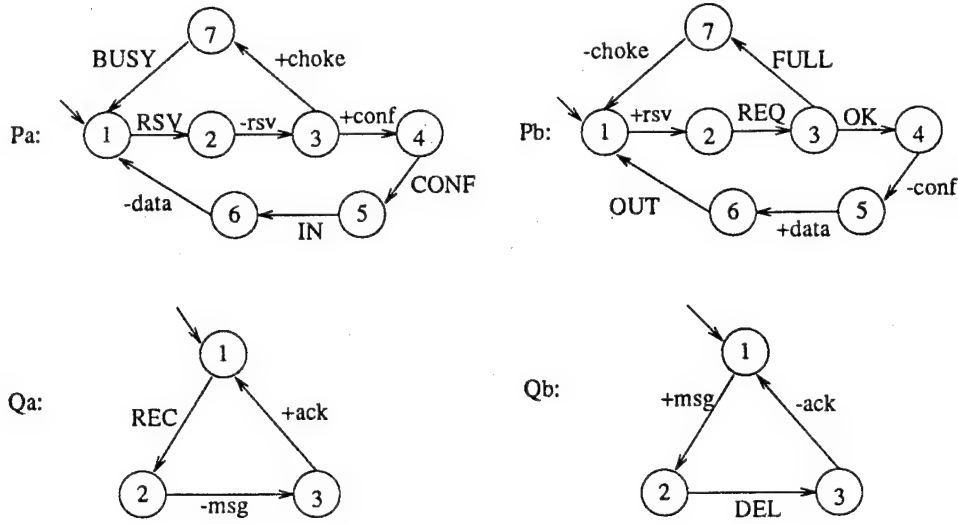 7
7
BUSY
+choke
-choke
FULL
Pa:
1
RSV
2
-rsv
3
+conf
4
Pb:
1
+rsv
2
REQ
3
OK
4
CONF
-conf
-data
6
IN
5
OUT
6
+data
5
1
1
Qa:
REC
+ack
Qb:
+msg
-ack
2
-msg
3
2
DEL
3